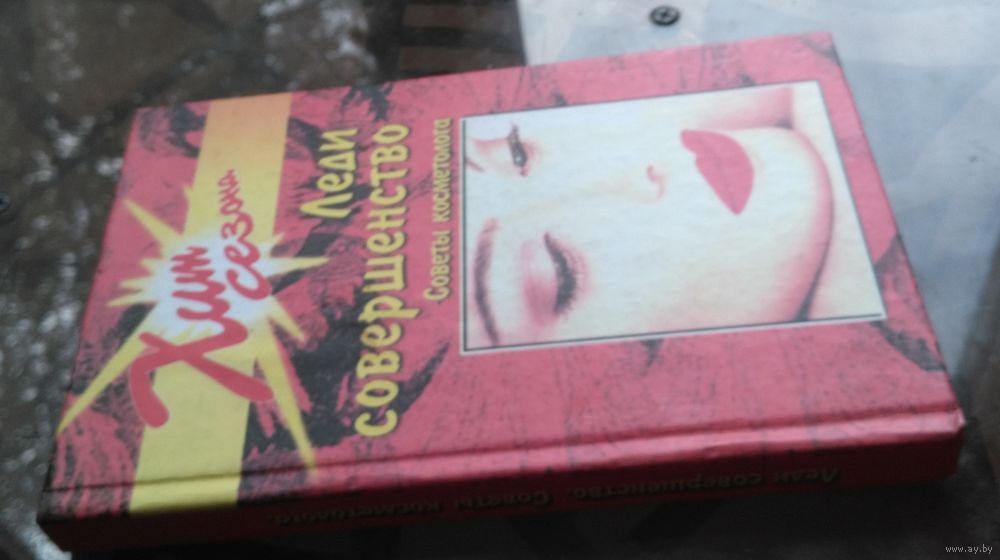 Хит
сезона
Леди
совершенство
Советы косметолога
Леди совершенство. Советы косметолога.
www.ay.by